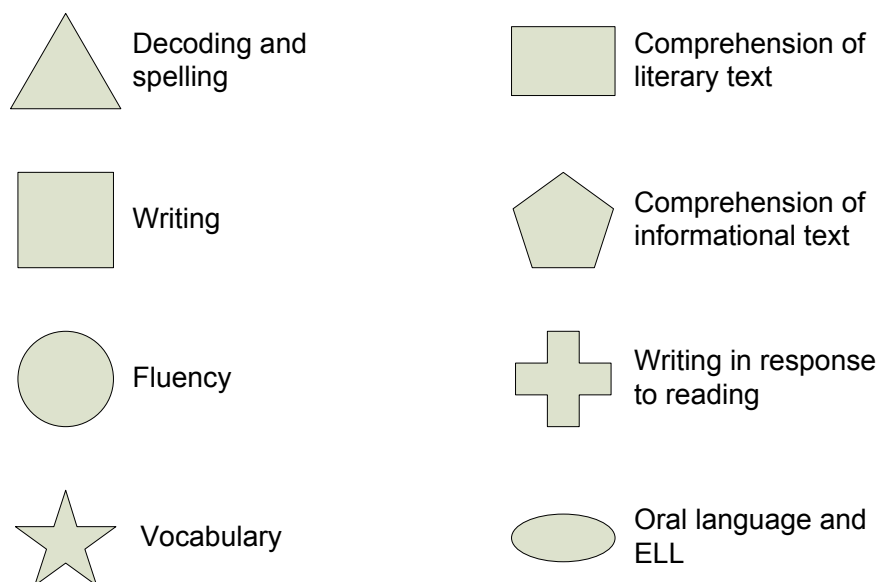 Decoding and
spelling
Writing
Fluency
Vocabulary
Comprehension of
literary text
Comprehension of
informational text
Writing in response
to reading
Oral language and
ELL